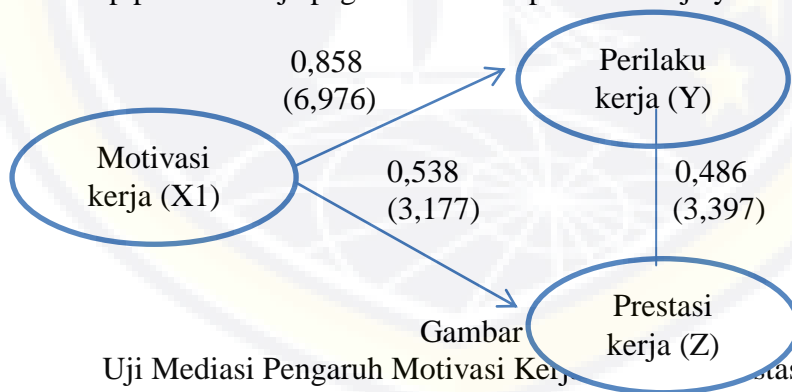 0,858
(6,976)
Perilaku
kerja (Y)
Motivasi
kerja (X1)
0,538
(3,177)
0,486
(3,397)
Prestasi
kerja (Z)
Gambar
Uji Mediasi Pengaruh Motivasi